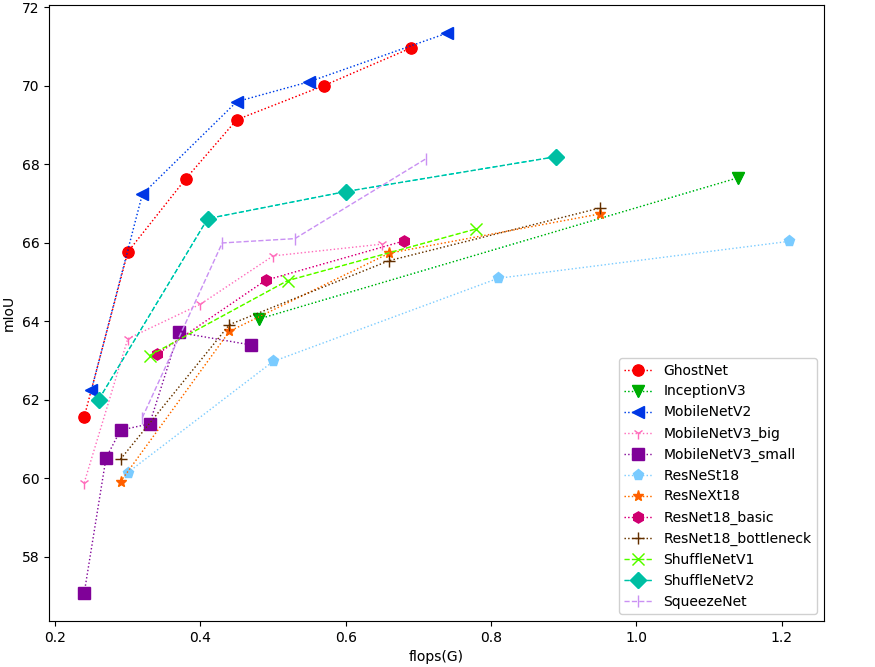 72
70
68
66
64
62
60
58
mIoU
0.2 0.4 0.6 0.8 1.0 1.2
flops(G)
GhostNet
InceptionV3
MobileNetV2
MobileNetV3_big
MobileNetV3_small
ResNeSt18
ResNeXt18
ResNet18_basic
ResNet18_bottleneck
ShuffleNetV1
ShuffleNetV2
SqueezeNet